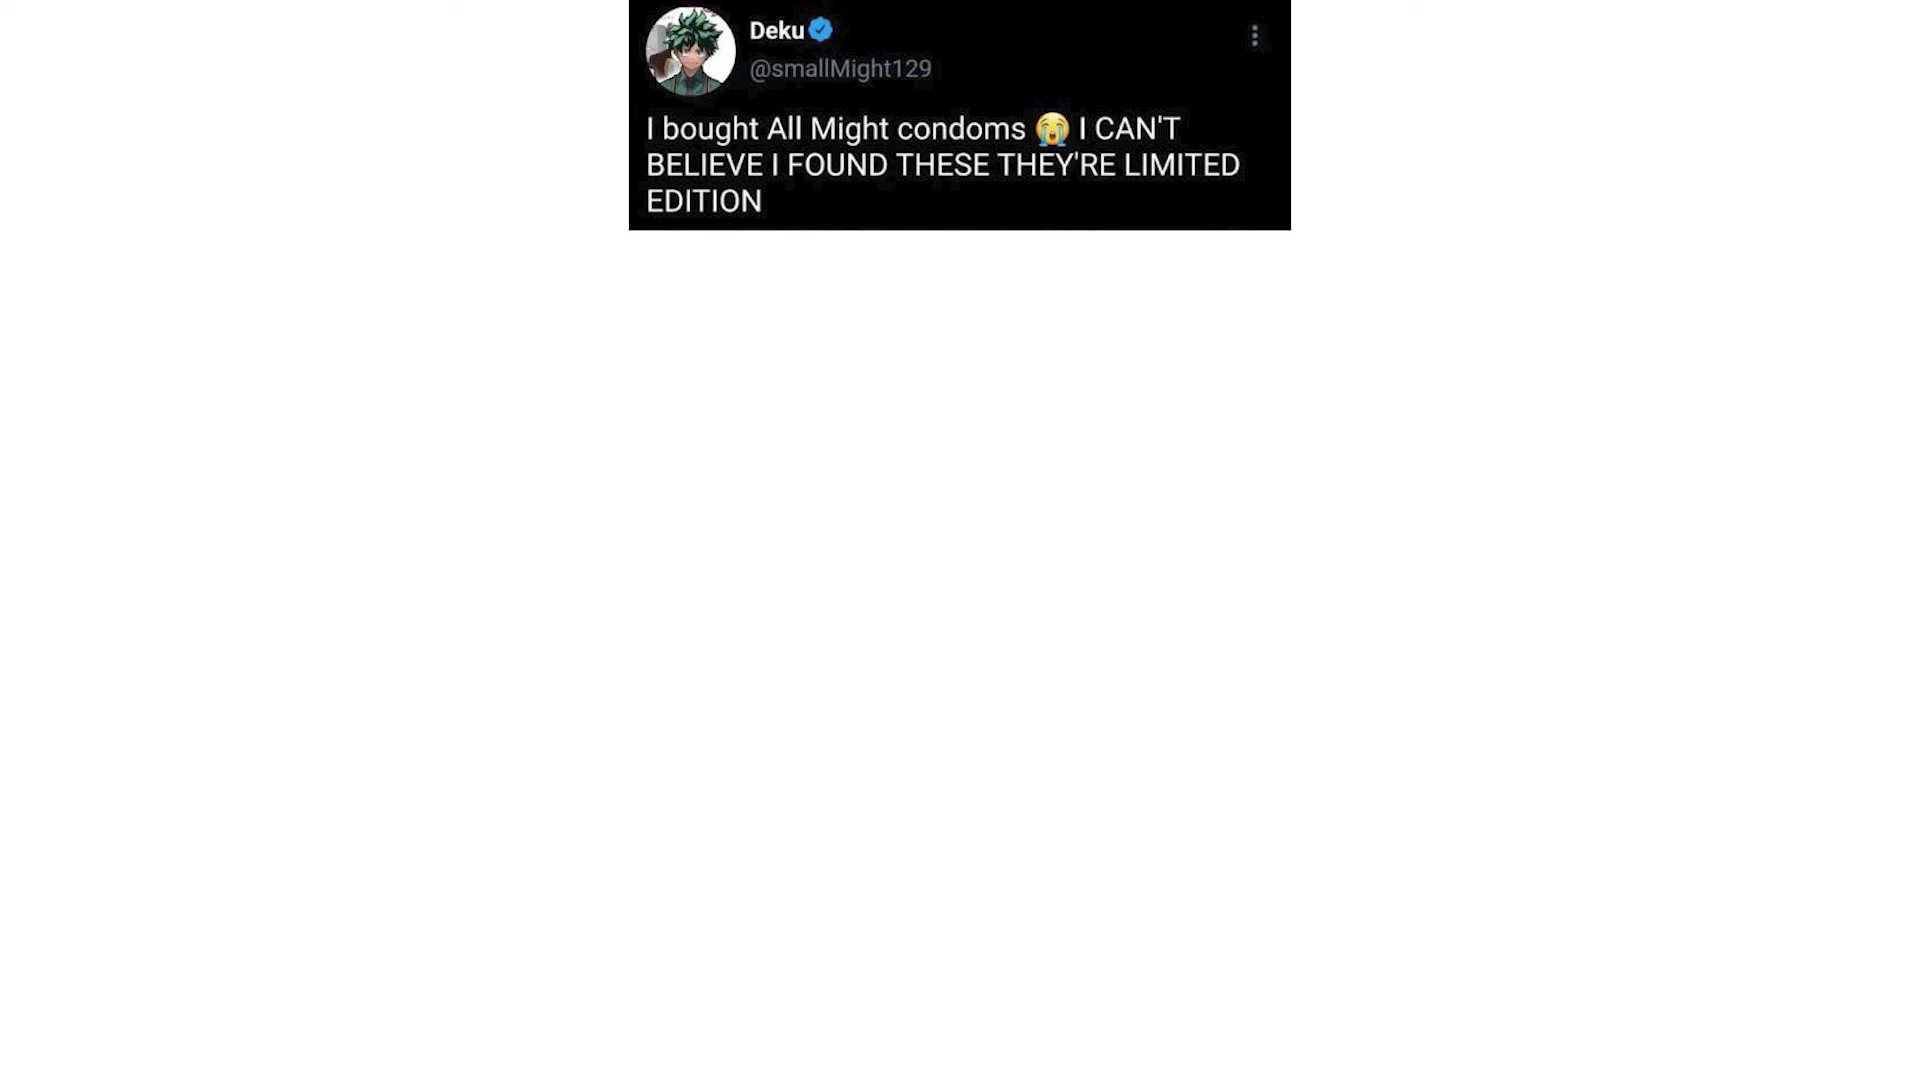 Deku
@smallMight129
I bought All Might condoms 😭 I CAN'T
BELIEVE I FOUND THESE THEY'RE LIMITED
EDITION